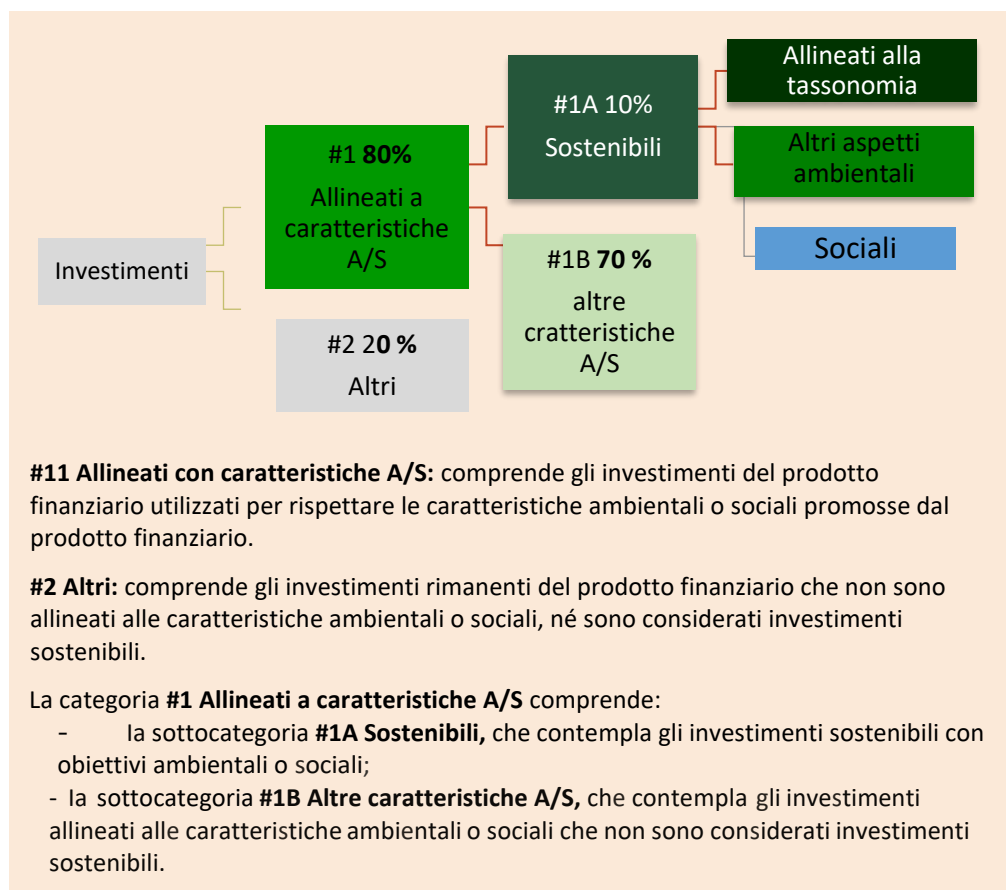 Investimenti
#1 80%
Allineati a
caratteristiche
A/S
#2 20 %
Altri
#1A 10%
Sostenibili
#1B 70 %
altre
cratteristiche
A/S
Allineati alla
tassonomia
Altri aspetti
ambientali
Sociali
#11 Allineati con caratteristiche A/S: comprende gli investimenti del prodotto
finanziario utilizzati per rispettare le caratteristiche ambientali o sociali promosse dal
prodotto finanziario.
#2 Altri: comprende gli investimenti rimanenti del prodotto finanziario che non sono
allineati alle caratteristiche ambientali o sociali, né sono considerati investimenti
sostenibili.
La categoria #1 Allineati a caratteristiche A/S comprende:
- la sottocategoria #1A Sostenibili, che contempla gli investimenti sostenibili con
obiettivi ambientali o sociali;
- la sottocategoria #1B Altre caratteristiche A/S, che contempla gli investimenti
allineati alle caratteristiche ambientali o sociali che non sono considerati investimenti
sostenibili.